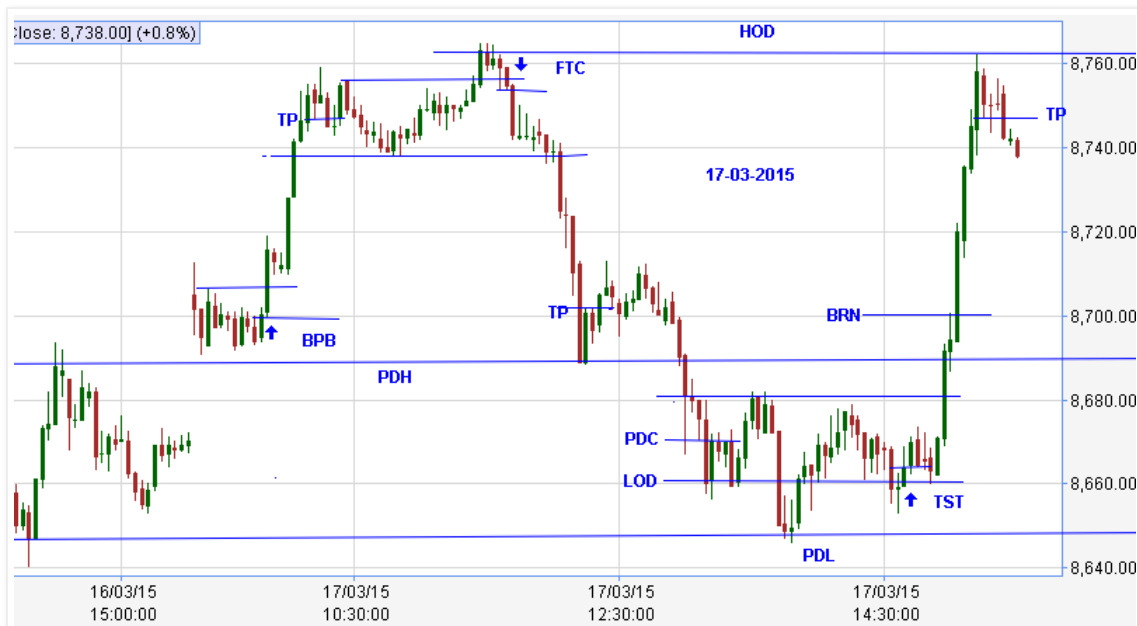 Close: 8,738.00] (+0.8%)
HOD
8,760.00
FTC
TP
TP
8,740.00
17-03-2015
8,720.00
BRN
TP
8,700.00
BPB
PDH
8,680.00
PDC
LOD
8,660.00
TST
PDL
8,640.00
16/03/15
15:00:00
17/03/15
10:30:00
17/03/15
12:30:00
17/03/15
14:30:00